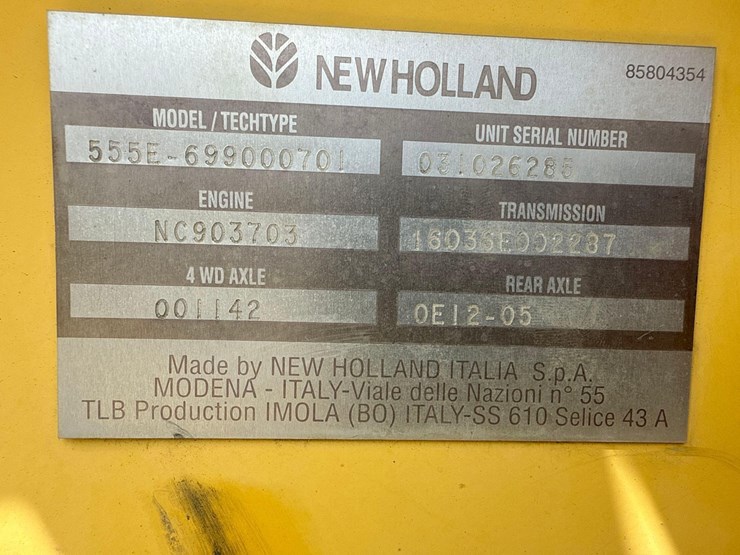 NEW HOLLAND
85804354
MODEL / TECHTYPE
555E-699000701
UNIT SERIAL NUMBER
031026285
ENGINE
NC903703
TRANSMISSION
4 WD AXLE
001142
REAR AXLE
0E12-05
Made by NEW HOLLAND ITALIA S.p.A.
MODENA - ITALY-Viale delle Nazioni n° 55
TLB Production IMOLA (BO) ITALY-SS 610 Selice 43 A